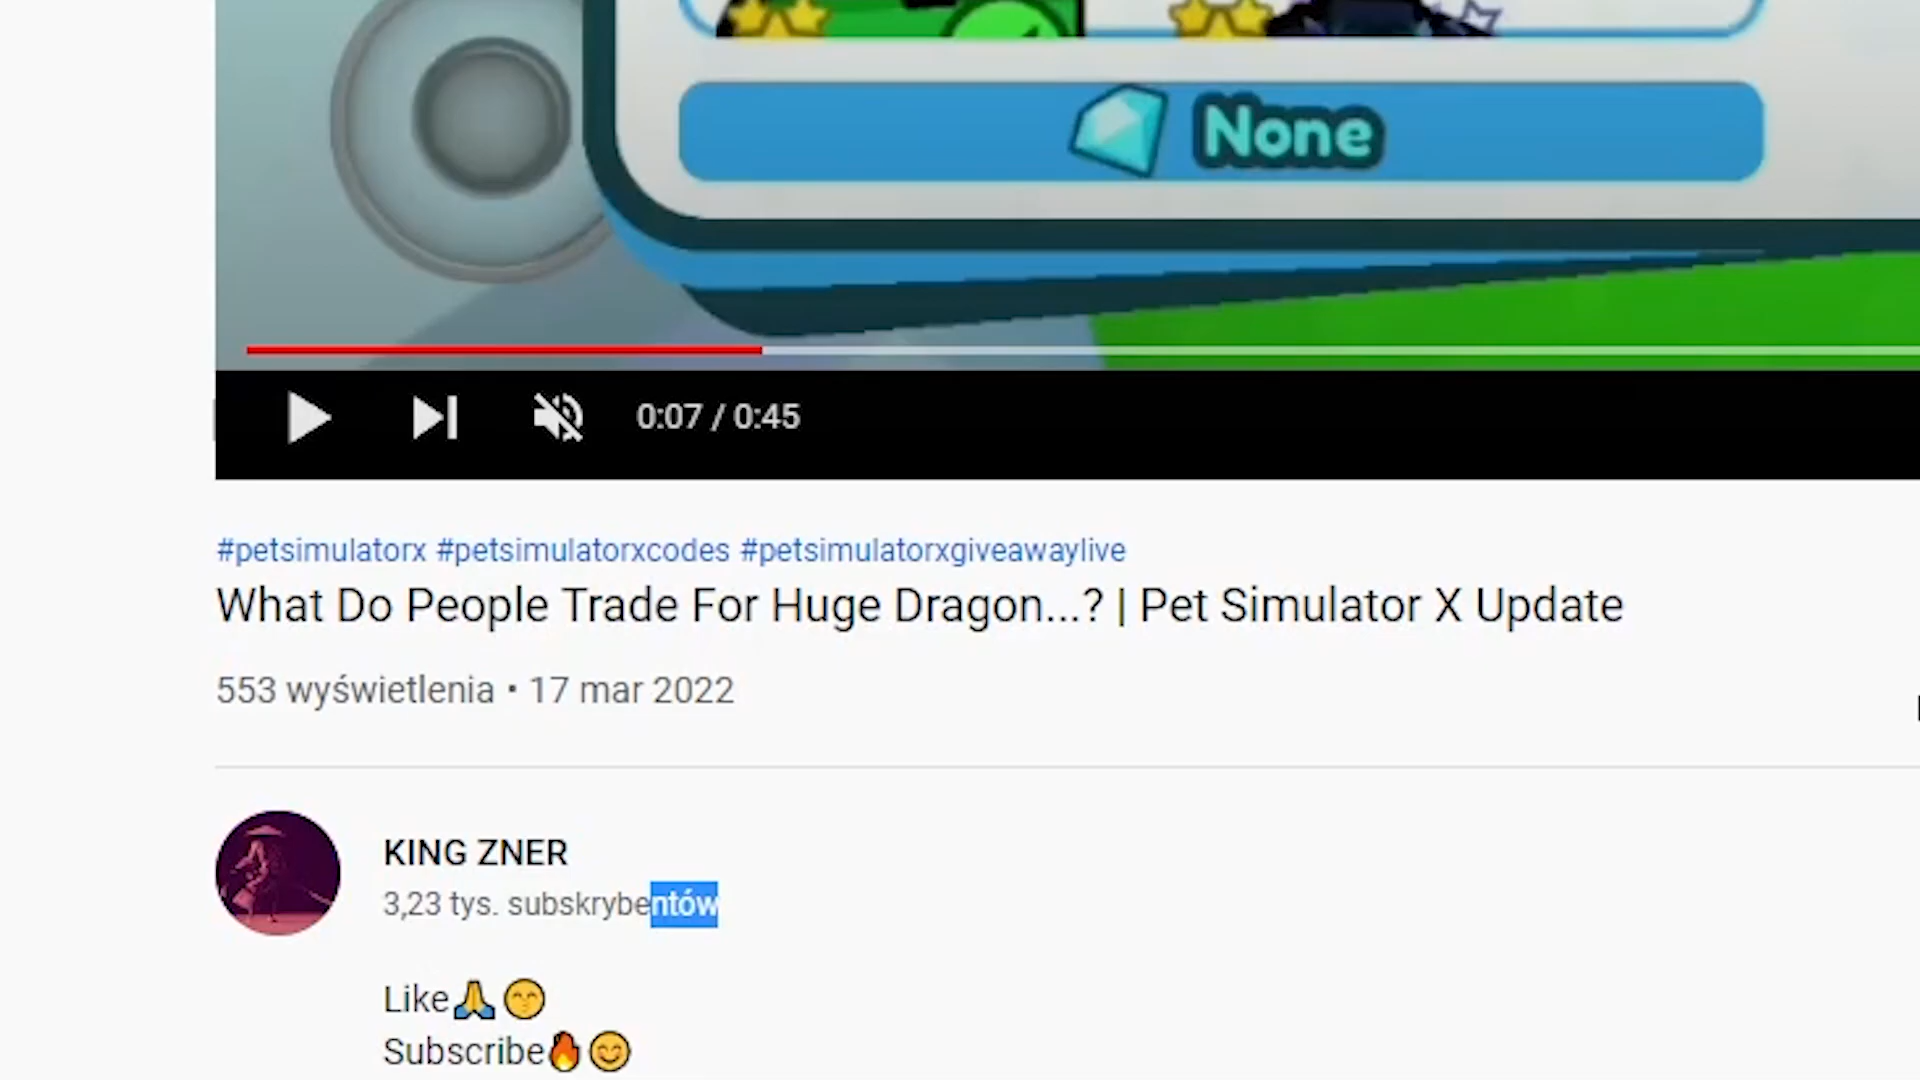 None
0:07 / 0:45
#petsimulatorx #petsimulatorxcodes #petsimulatorxgiveawaylive
What Do People Trade For Huge Dragon...? | Pet Simulator X Update
553 wyświetlenia • 17 mar 2022
KING ZNER
3,23 tys. subskrybentów
Like🙏😙
Subscribe🔥😊